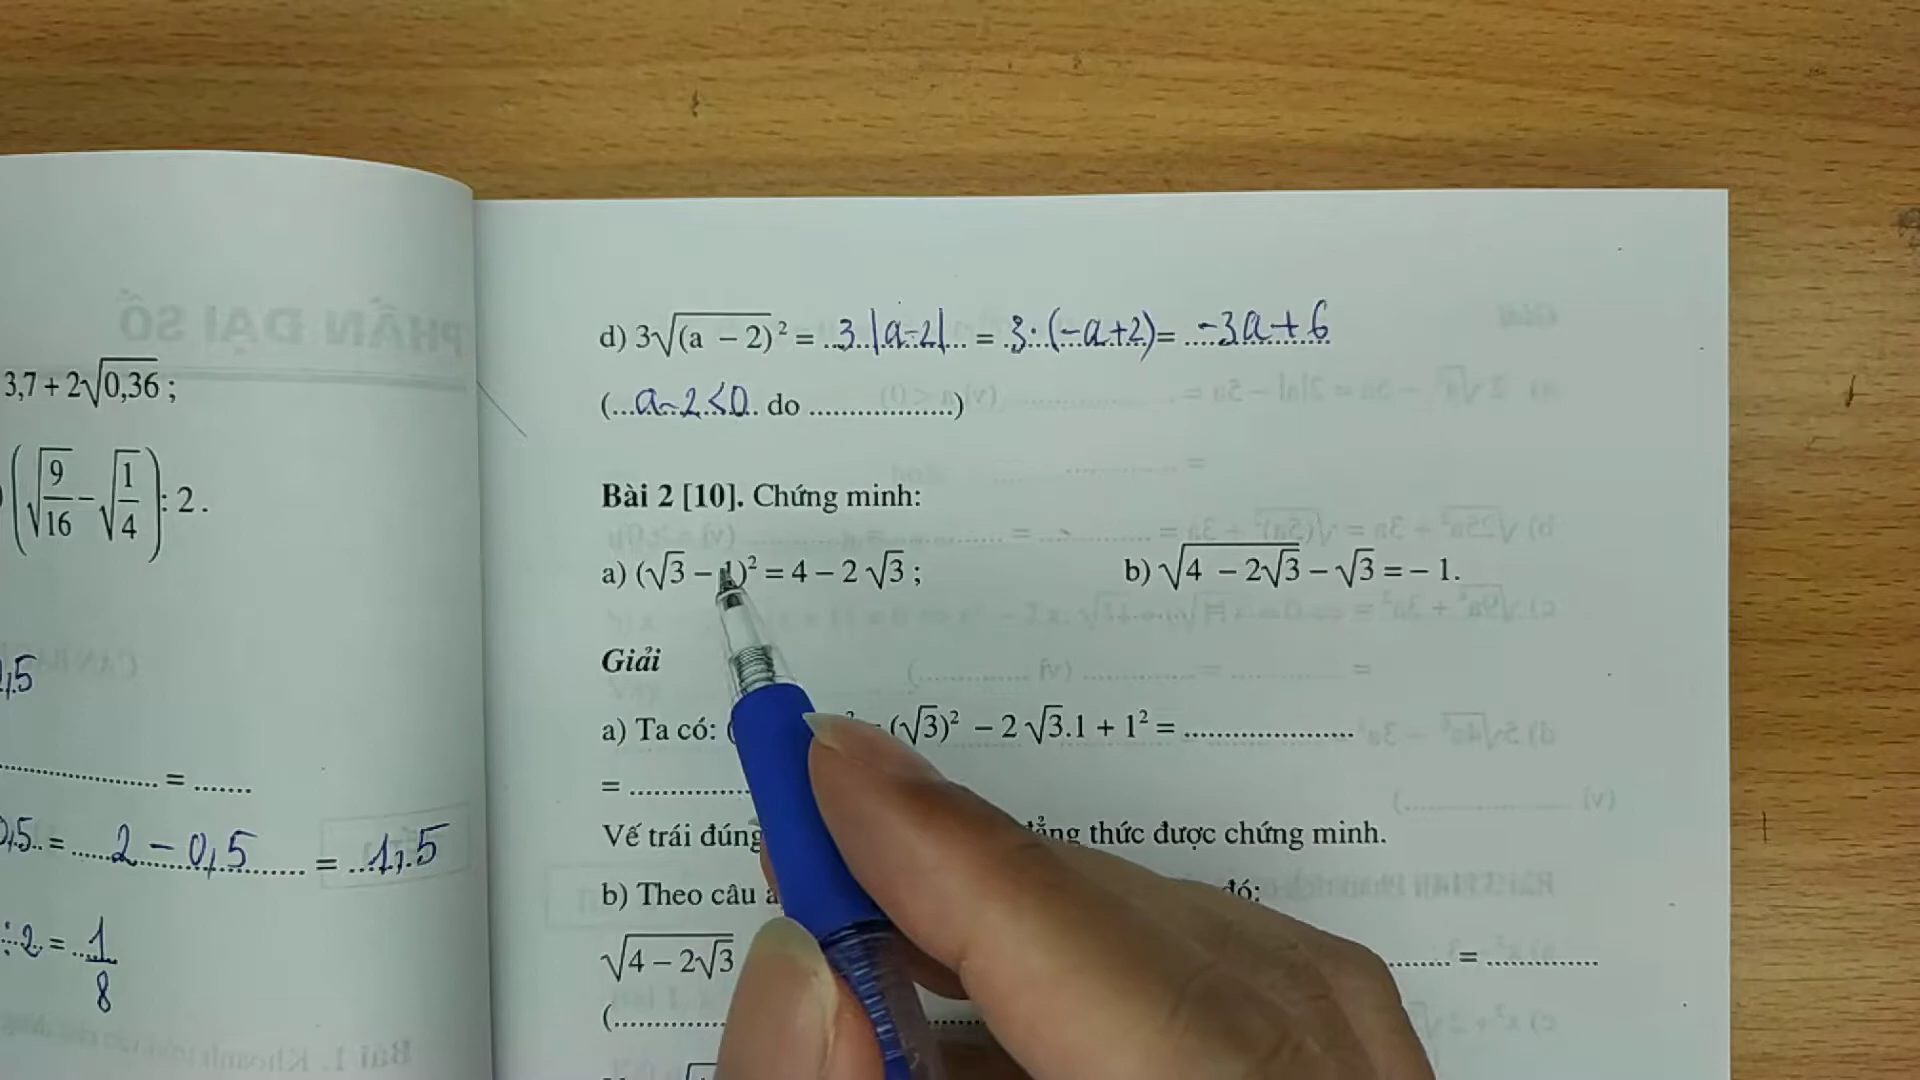 3,7 + 2√0,36 ;
(√9/16 − √1/4) : 2 .
1,5
.................... = .......
0,5.. = ... 2 – 0,5 ...... = ...1,5
÷2 = 1/8
d) 3√(a − 2)² = ..3.|a-2|... = .3.(-a+2)= ...-3a+6
(...a-2<0. do ..................)
Bài 2 [10]. Chứng minh:
a) (√3 − 1)² = 4 − 2√3 ;
b) √4 − 2√3 − √3 = − 1.
Giải
a) Ta có: (√3)² − 2√3.1 + 1² = .....................
= ...............
Vế trái đúng đẳng thức được chứng minh.
b) Theo câu a đó:
√4 − 2√3 ........ = .............
(...............